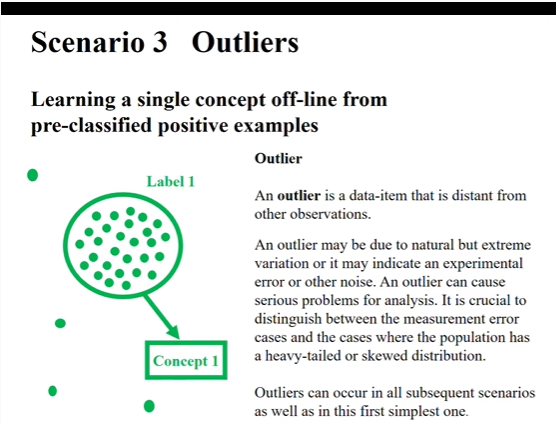 Scenario 3   Outliers
Learning a single concept off-line from
pre-classified positive examples
Label 1
Concept 1
Outlier
An outlier is a data-item that is distant from
other observations.
An outlier may be due to natural but extreme
variation or it may indicate an experimental
error or other noise. An outlier can cause
serious problems for analysis. It is crucial to
distinguish between the measurement error
cases and the cases where the population has
a heavy-tailed or skewed distribution.
Outliers can occur in all subsequent scenarios
as well as in this first simplest one.